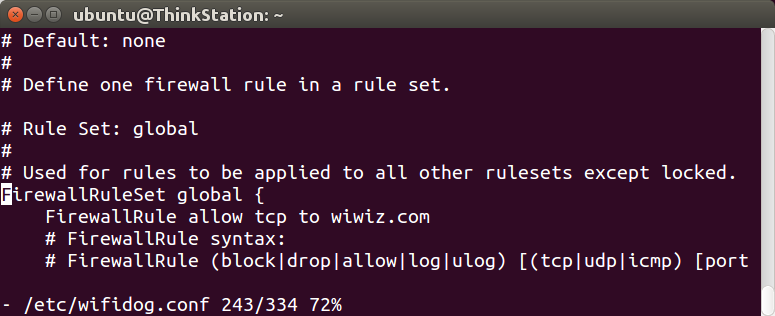 ubuntu@ThinkStation: ~
# Default: none
#
# Define one firewall rule in a rule set.
# Rule Set: global
#
# Used for rules to be applied to all other rulesets except locked.
FirewallRuleSet global {
FirewallRule allow tcp to wiwiz.com
# FirewallRule syntax:
# FirewallRule (block|drop|allow|log|ulog) [(tcp|udp|icmp) [port
- /etc/wifidog.conf 243/334 72%